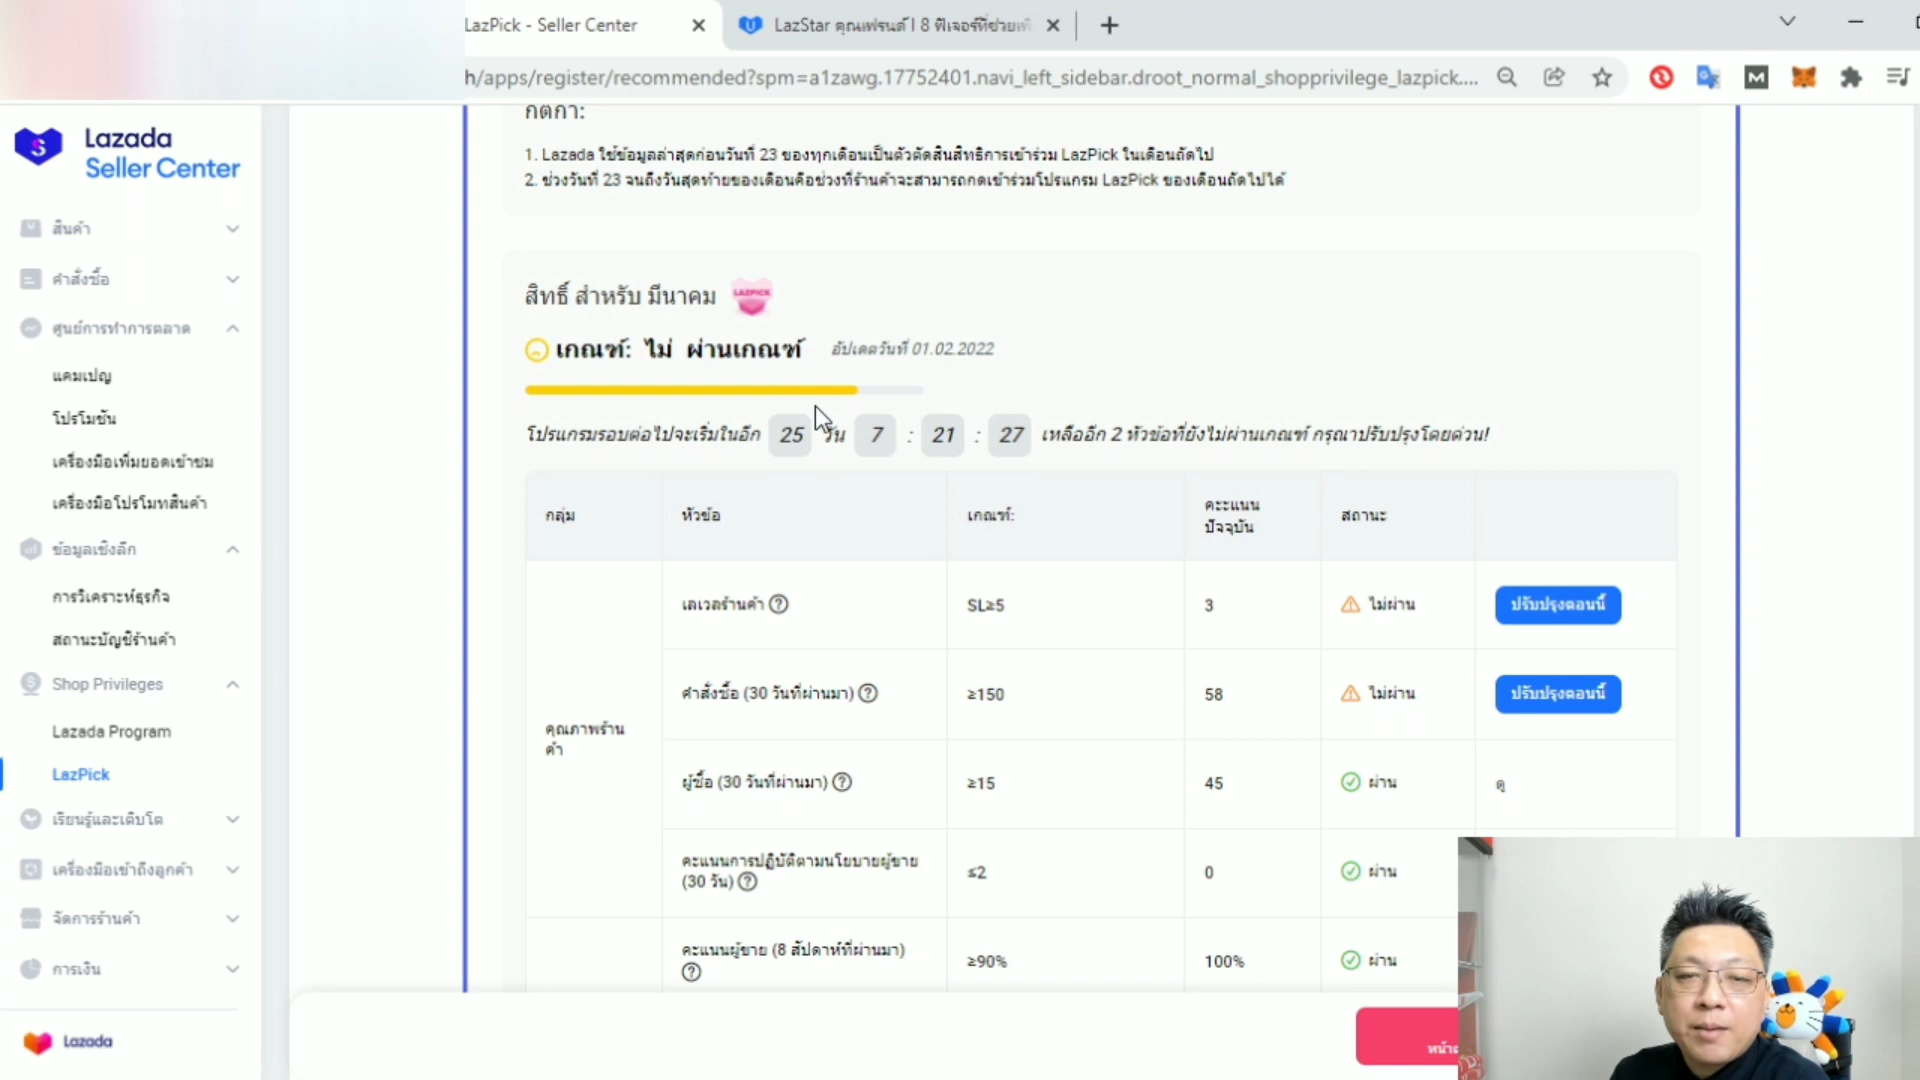 LazPick - Seller Center
LazStar คุณเฟรนด์ l 8 ฟีเจอร์ที่ช่วยเพิ่
h/apps/register/recommended?spm=a1zawg.17752401.navi_left_sidebar.droot_normal_shopprivilege_lazpick....
Lazada
Seller Center
สินค้า
คำสั่งซื้อ
ศูนย์การทำการตลาด
แคมเปญ
โปรโมชัน
เครื่องมือเพิ่มยอดเข้าชม
เครื่องมือโปรโมทสินค้า
ข้อมูลเชิงลึก
การวิเคราะห์ธุรกิจ
สถานะบัญชีร้านค้า
Shop Privileges
Lazada Program
LazPick
เรียนรู้และเติบโต
เครื่องมือเข้าถึงลูกค้า
จัดการร้านค้า
การเงิน
Lazada
กติกา:
1. Lazada ใช้ข้อมูลล่าสุดก่อนวันที่ 23 ของทุกเดือนเป็นตัวตัดสินสิทธิการเข้าร่วม LazPick ในเดือนถัดไป
2. ช่วงวันที่ 23 จนถึงวันสุดท้ายของเดือนคือช่วงที่ร้านค้าจะสามารถกดเข้าร่วมโปรแกรม LazPick ของเดือนถัดไปได้
สิทธิ์ สำหรับ มีนาคม LAZPICK
เกณฑ์: ไม่ ผ่านเกณฑ์ อัปเดตวันที่ 01.02.2022
โปรแกรมรอบต่อไปจะเริ่มในอีก 25 วัน 7 : 21 : 27 เหลืออีก 2 หัวข้อที่ยังไม่ผ่านเกณฑ์ กรุณาปรับปรุงโดยด่วน!
กลุ่ม หัวข้อ เกณฑ์: คะแนน ปัจจุบัน สถานะ
คุณภาพร้าน
ค้า
เลเวลร้านค้า SL≥5 3 ไม่ผ่าน ปรับปรุงตอนนี้
คำสั่งซื้อ (30 วันที่ผ่านมา) ≥150 58 ไม่ผ่าน ปรับปรุงตอนนี้
ผู้ซื้อ (30 วันที่ผ่านมา) ≥15 45 ผ่าน ดู
คะแนนการปฏิบัติตามนโยบายผู้ขาย
(30 วัน) ≤2 0 ผ่าน
คะแนนผู้ขาย (8 สัปดาห์ที่ผ่านมา) ≥90% 100% ผ่าน